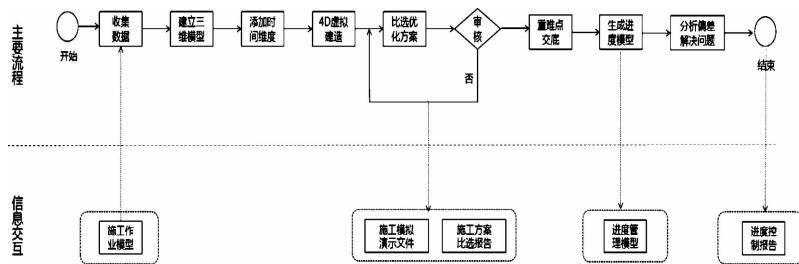 主要流程
开始
收集
数据
建立三
维模型
添加时
间维度
4D虚拟
建造
比选优
化方案
审
核
否
重难点
交底
生成进
度模型
分析偏差
解决问题
结束
信息交互
施工作
业模型
施工模拟
演示文件
施工方案
比选报告
进度管
理模型
进度控
制报告